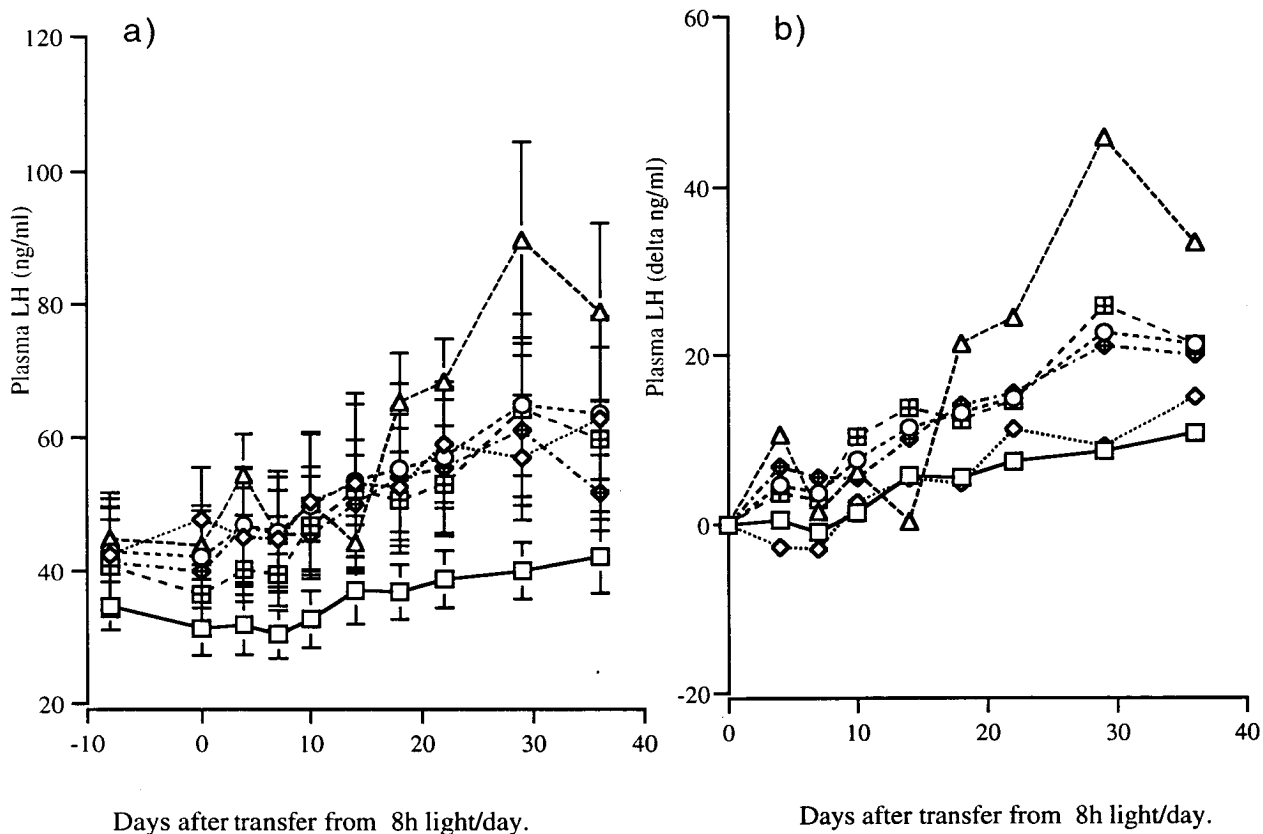 a)
120
100
80
60
40
20
Plasma LH (ng/ml)
-10 0 10 20 30 40
Days after transfer from 8h light/day.
b)
60
40
20
0
-20
Plasma LH (delta ng/ml)
0 10 20 30 40
Days after transfer from 8h light/day.